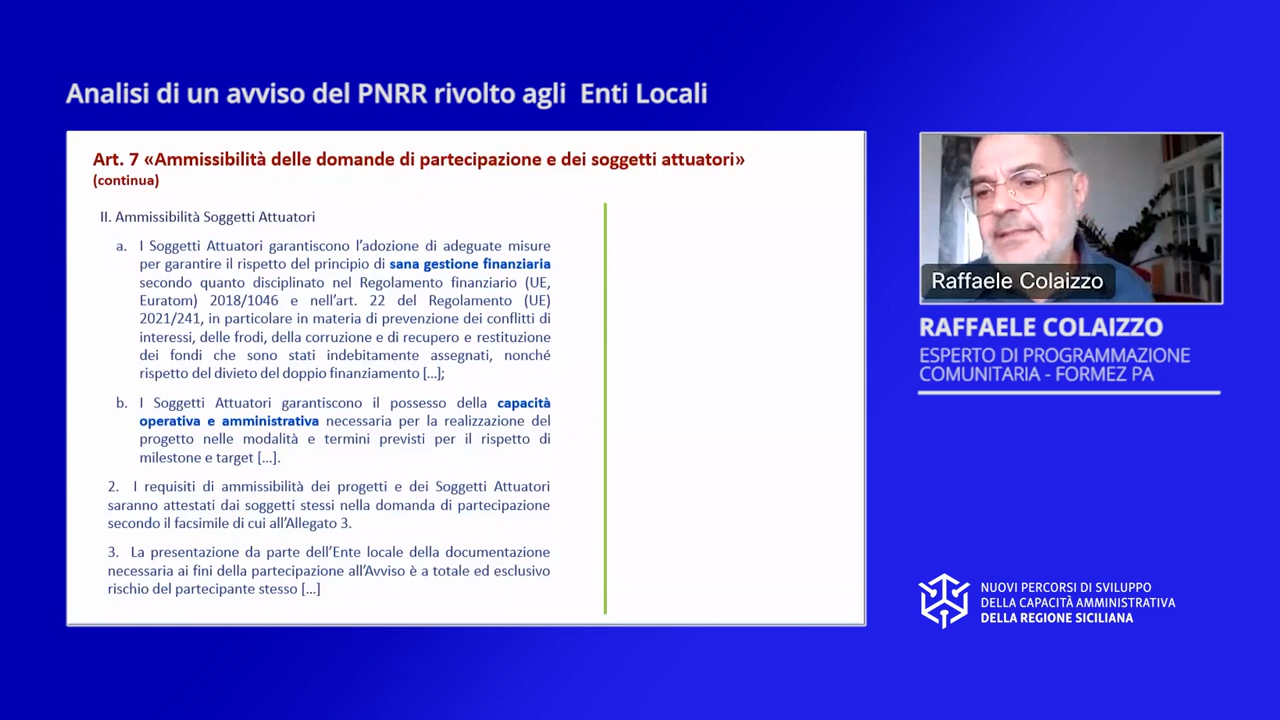 Analisi di un avviso del PNRR rivolto agli Enti Locali
Art. 7 «Ammissibilità delle domande di partecipazione e dei soggetti attuatori»
(continua)
II. Ammissibilità Soggetti Attuatori
a. I Soggetti Attuatori garantiscono l’adozione di adeguate misure
per garantire il rispetto del principio di sana gestione finanziaria
secondo quanto disciplinato nel Regolamento finanziario (UE,
Euratom) 2018/1046 e nell’art. 22 del Regolamento (UE)
2021/241, in particolare in materia di prevenzione dei conflitti di
interessi, delle frodi, della corruzione e di recupero e restituzione
dei fondi che sono stati indebitamente assegnati, nonché
rispetto del divieto del doppio finanziamento [...];
b. I Soggetti Attuatori garantiscono il possesso della capacità
operativa e amministrativa necessaria per la realizzazione del
progetto nelle modalità e termini previsti per il rispetto di
milestone e target [...].
2. I requisiti di ammissibilità dei progetti e dei Soggetti Attuatori
saranno attestati dai soggetti stessi nella domanda di partecipazione
secondo il facsimile di cui all’Allegato 3.
3. La presentazione da parte dell’Ente locale della documentazione
necessaria ai fini della partecipazione all’Avviso è a totale ed esclusivo
rischio del partecipante stesso [...]
Raffaele Colaizzo
RAFFAELE COLAIZZO
ESPERTO DI PROGRAMMAZIONE
COMUNITARIA - FORMEZ PA
NUOVI PERCORSI DI SVILUPPO
DELLA CAPACITÀ AMMINISTRATIVA
DELLA REGIONE SICILIANA